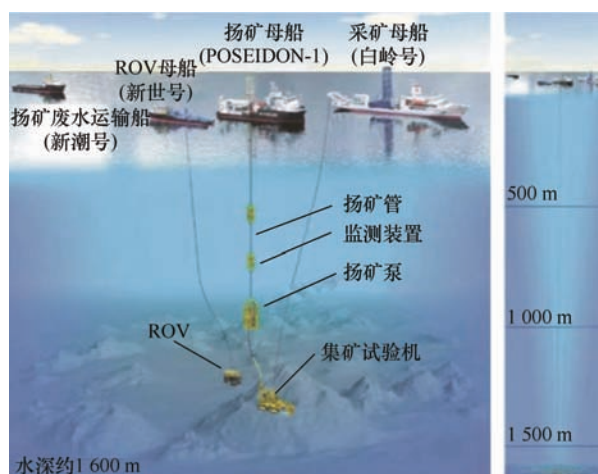 扬矿母船
(POSEIDON-1)
采矿母船
(白岭号)
ROV母船
(新世号)
扬矿废水运输船
(新潮号)
扬矿管
监测装置
扬矿泵
ROV
集矿试验机
水深约1 600 m
500 m
1 000 m
1 500 m